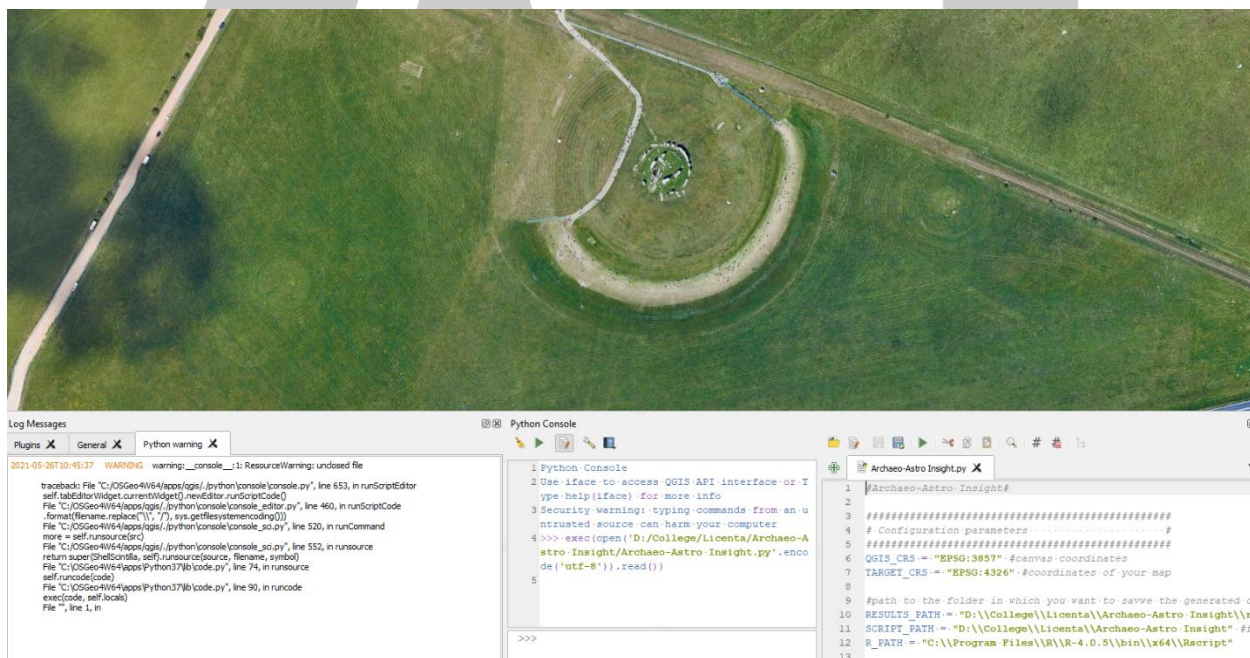 Log Messages
Plugins General Python warning
2021-05-26T10:45:37 WARNING warning:__console__:1: ResourceWarning: unclosed file
traceback: File "C:/OSGeo4W64/apps/qgis/./python\console\console.py", line 653, in runScriptEditor
self.tabEditorWidget.currentWidget().newEditor.runScriptCode()
File "C:/OSGeo4W64/apps/qgis/./python\console\console_editor.py", line 460, in runScriptCode
.format(filename.replace("\\", "/"), sys.getfilesystemencoding()))
File "C:/OSGeo4W64/apps/qgis/./python\console\console_sci.py", line 520, in runCommand
more = self.runsource(src)
File "C:/OSGeo4W64/apps/qgis/./python\console\console_sci.py", line 552, in runsource
return super(ShellScintilla, self).runsource(source, filename, symbol)
File "C:\OSGeo4W64\apps\Python37\lib\code.py", line 74, in runsource
self.runcode(code)
File "C:\OSGeo4W64\apps\Python37\lib\code.py", line 90, in runcode
exec(code, self.locals)
File "", line 1, in
Python Console
1 Python Console
2 Use iface to access QGIS API interface or T
ype help(iface) for more info
3 Security warning: typing commands from an u
ntrusted source can harm your computer
4 >>> exec(open('D:/College/Licenta/Archaeo-A
stro Insight/Archaeo-Astro Insight.py'.enco
de('utf-8')).read())
5
>>>
Archaeo-Astro Insight.py
1 #Archaeo-Astro Insight#
2
3 ###############################################
4 # Configuration parameters #
5 ###############################################
6 QGIS_CRS = "EPSG:3857" #canvas coordinates
7 TARGET_CRS = "EPSG:4326" #coordinates of your map
8
9 #path to the folder in which you want to savve the generated
10 RESULTS_PATH = "D:\\College\\Licenta\\Archaeo-Astro Insight\\
11 SCRIPT_PATH = "D:\\College\\Licenta\\Archaeo-Astro Insight"
12 R_PATH = "C:\\Program Files\\R\\R-4.0.5\\bin\\x64\\Rscript"
13